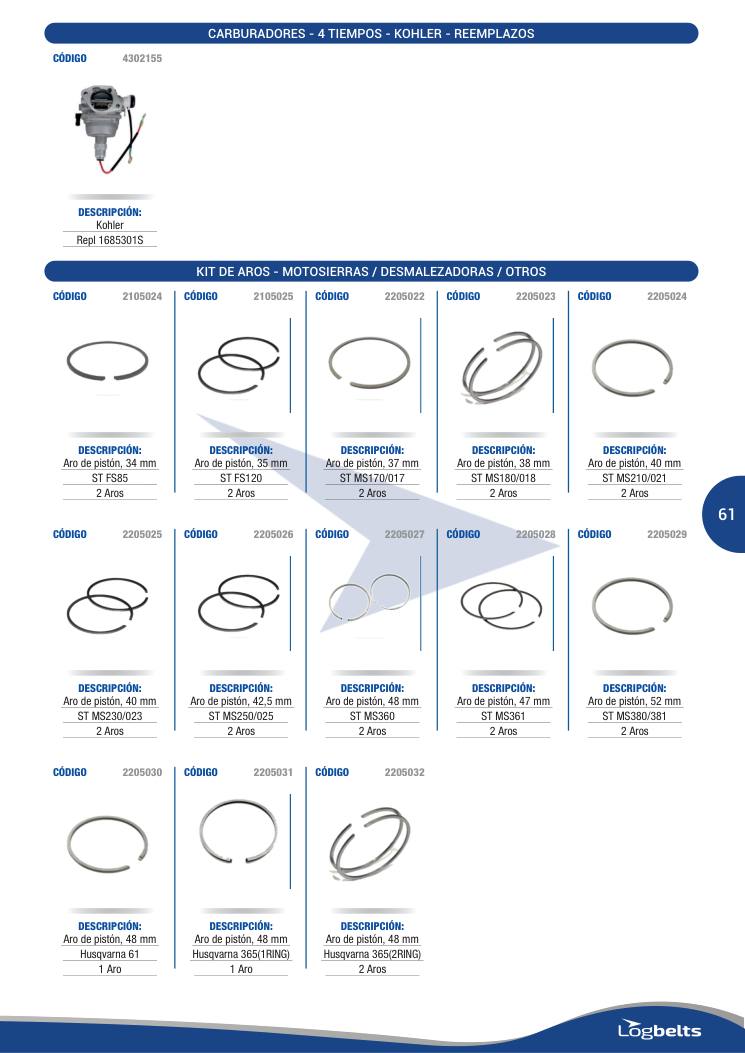 CARBURADORES - 4 TIEMPOS - KOHLER - REEMPLAZOS
CÓDIGO 4302155
DESCRIPCIÓN:
Kohler
Repl 1685301S
KIT DE AROS - MOTOSIERRAS / DESMALEZADORAS / OTROS
CÓDIGO 2105024
DESCRIPCIÓN:
Aro de pistón, 34 mm
ST FS85
2 Aros
CÓDIGO 2105025
DESCRIPCIÓN:
Aro de pistón, 35 mm
ST FS120
2 Aros
CÓDIGO 2205022
DESCRIPCIÓN:
Aro de pistón, 37 mm
ST MS170/017
2 Aros
CÓDIGO 2205023
DESCRIPCIÓN:
Aro de pistón, 38 mm
ST MS180/018
2 Aros
CÓDIGO 2205024
DESCRIPCIÓN:
Aro de pistón, 40 mm
ST MS210/021
2 Aros
61
CÓDIGO 2205025
DESCRIPCIÓN:
Aro de pistón, 40 mm
ST MS230/023
2 Aros
CÓDIGO 2205026
DESCRIPCIÓN:
Aro de pistón, 42,5 mm
ST MS250/025
2 Aros
CÓDIGO 2205027
DESCRIPCIÓN:
Aro de pistón, 48 mm
ST MS360
2 Aros
CÓDIGO 2205028
DESCRIPCIÓN:
Aro de pistón, 47 mm
ST MS361
2 Aros
CÓDIGO 2205029
DESCRIPCIÓN:
Aro de pistón, 52 mm
ST MS380/381
2 Aros
CÓDIGO 2205030
DESCRIPCIÓN:
Aro de pistón, 48 mm
Husqvarna 61
1 Aro
CÓDIGO 2205031
DESCRIPCIÓN:
Aro de pistón, 48 mm
Husqvarna 365(1RING)
1 Aro
CÓDIGO 2205032
DESCRIPCIÓN:
Aro de pistón, 48 mm
Husqvarna 365(2RING)
2 Aros
Logbelts